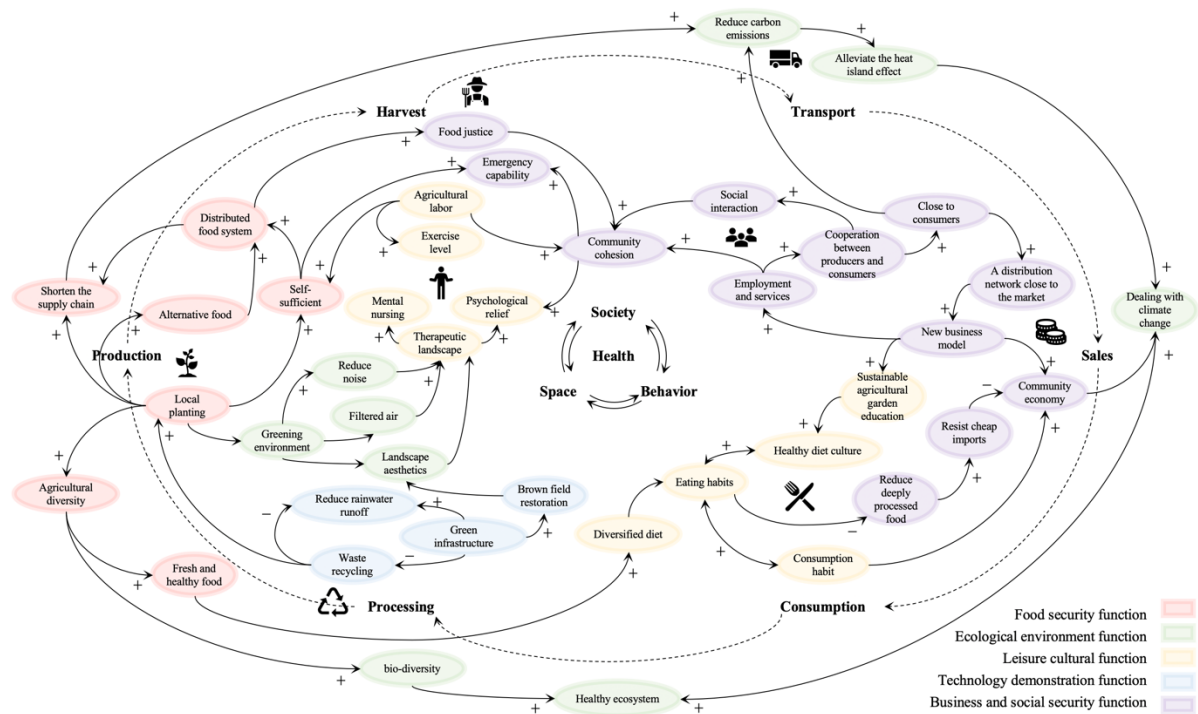 Reduce carbon
emissions
Alleviate the heat
island effect
Harvest
Transport
Food justice
Emergency
capability
Agricultural
labor
Social
interaction
Close to
consumers
Distributed
food system
Exercise
level
Community
cohesion
Cooperation
between
producers and
consumers
Shorten the
supply chain
Self-
sufficient
Employment
and services
A distribution
network close to
the market
Alternative food
Mental
nursing
Psychological
relief
Society
Dealing with
climate
change
Therapeutic
landscape
New business
model
Production
Health
Sales
Reduce
noise
Space
Behavior
Sustainable
agricultural
garden
education
Community
economy
Local
planting
Filtered air
Greening
environment
Resist cheap
imports
Landscape
aesthetics
Healthy diet culture
Agricultural
diversity
Reduce rainwater
runoff
Brown field
restoration
Eating habits
Reduce
deeply
processed
food
Green
infrastructure
Diversified diet
Waste
recycling
Consumption
habit
Fresh and
healthy food
Processing
Consumption
Food security function
Ecological environment function
Leisure cultural function
Technology demonstration function
Business and social security function
bio-diversity
Healthy ecosystem